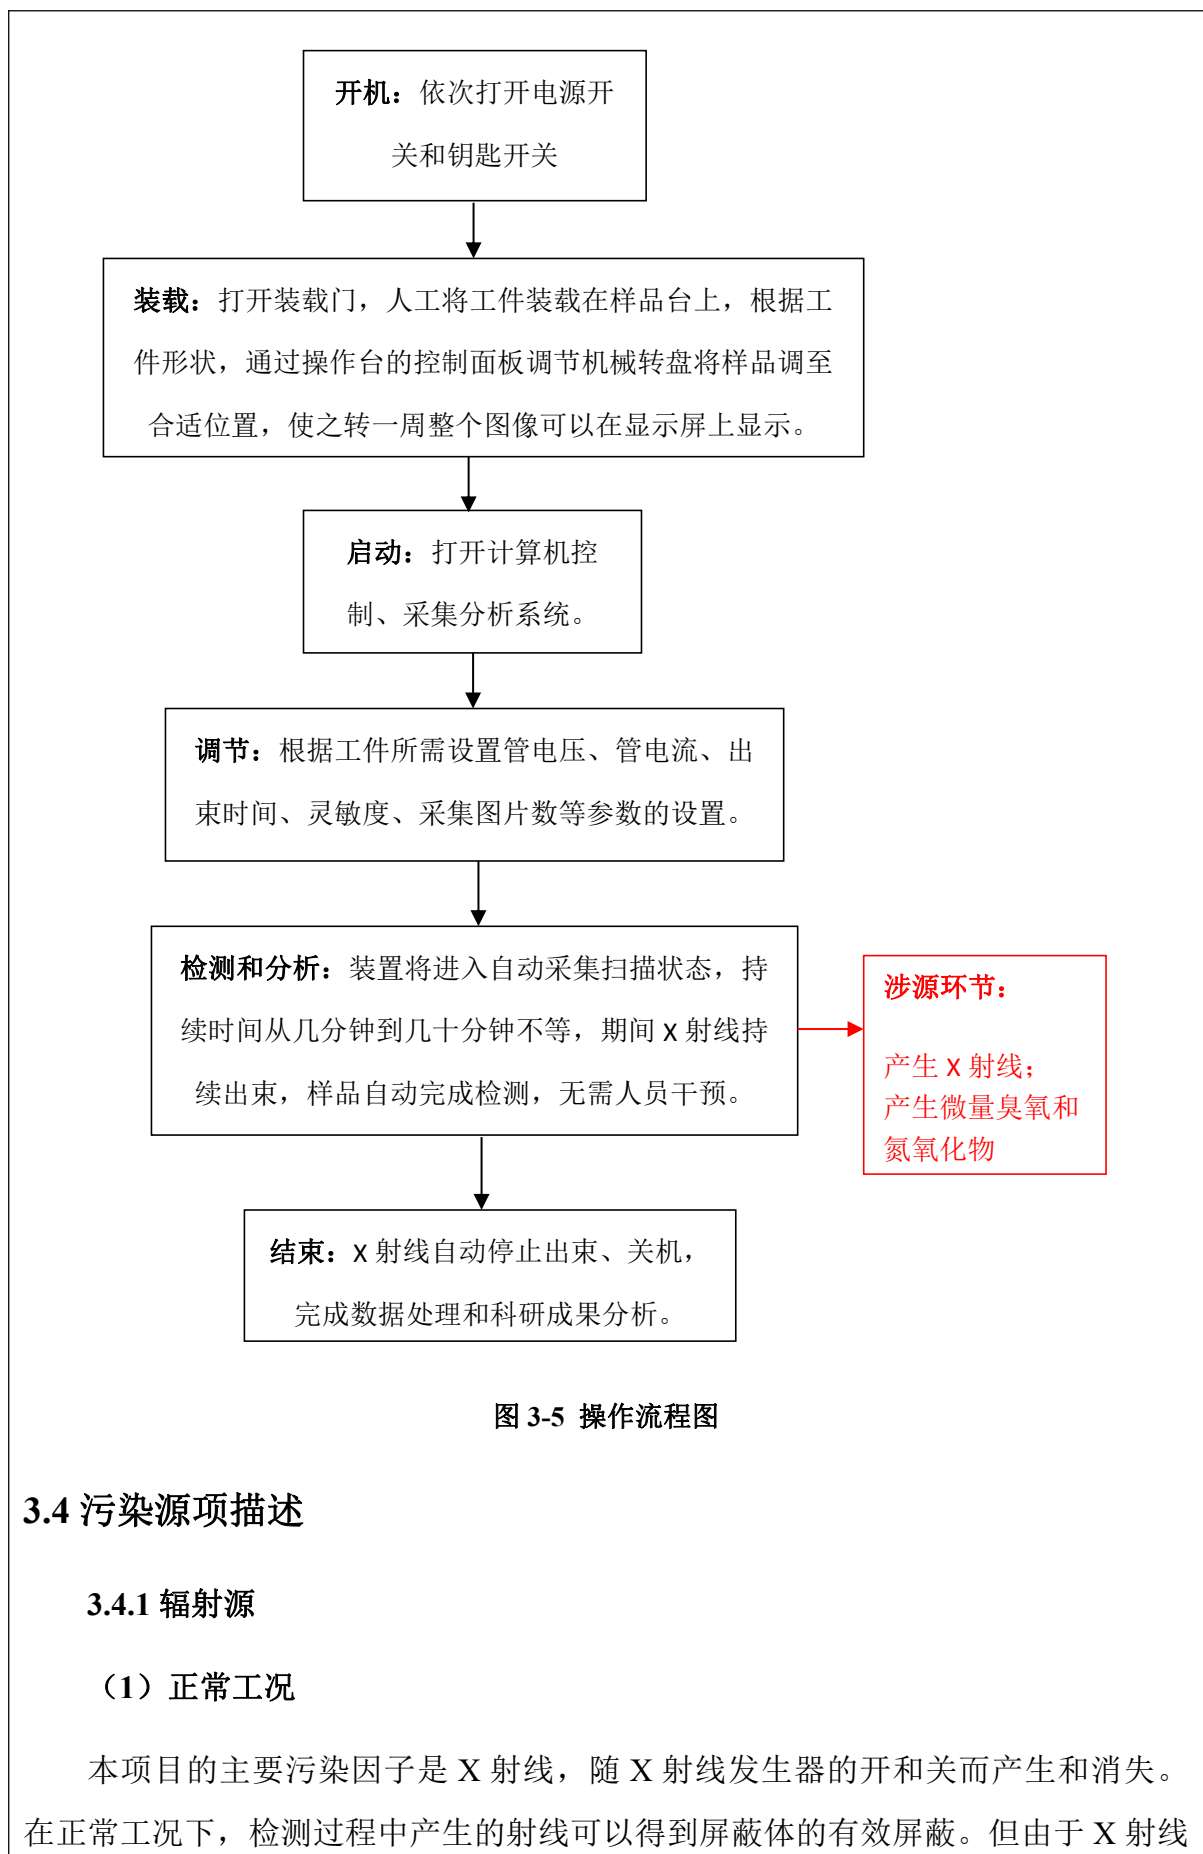 开机：依次打开电源开
关和钥匙开关
装载：打开装载门，人工将工件装载在样品台上，根据工
件形状，通过操作台的控制面板调节机械转盘将样品调至
合适位置，使之转一周整个图像可以在显示屏上显示。
启动：打开计算机控
制、采集分析系统。
调节：根据工件所需设置管电压、管电流、出
束时间、灵敏度、采集图片数等参数的设置。
检测和分析：装置将进入自动采集扫描状态，持
续时间从几分钟到几十分钟不等，期间 X 射线持
续出束，样品自动完成检测，无需人员干预。
涉源环节：
产生 X 射线；
产生微量臭氧和
氮氧化物
结束：X 射线自动停止出束、关机，
完成数据处理和科研成果分析。
图 3-5 操作流程图
3.4 污染源项描述
3.4.1 辐射源
（1）正常工况
本项目的主要污染因子是 X 射线，随 X 射线发生器的开和关而产生和消失。
在正常工况下，检测过程中产生的射线可以得到屏蔽体的有效屏蔽。但由于 X 射线